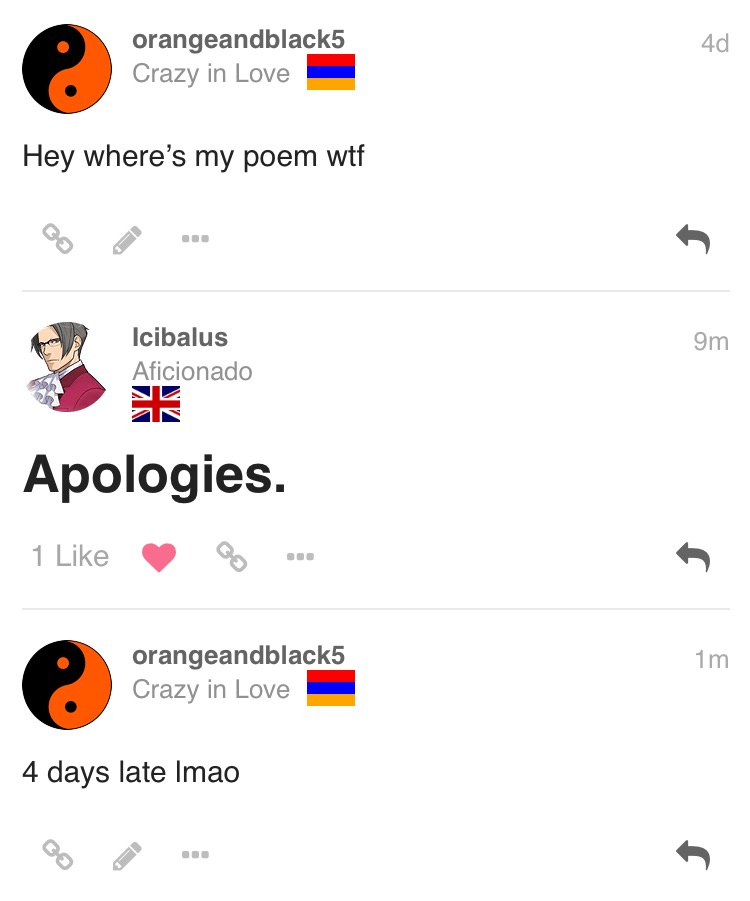 orangeandblack5
4d
Crazy in Love
Hey where’s my poem wtf
Icibalus
9m
Aficionado
Apologies.
1 Like
orangeandblack5
1m
Crazy in Love
4 days late lmao